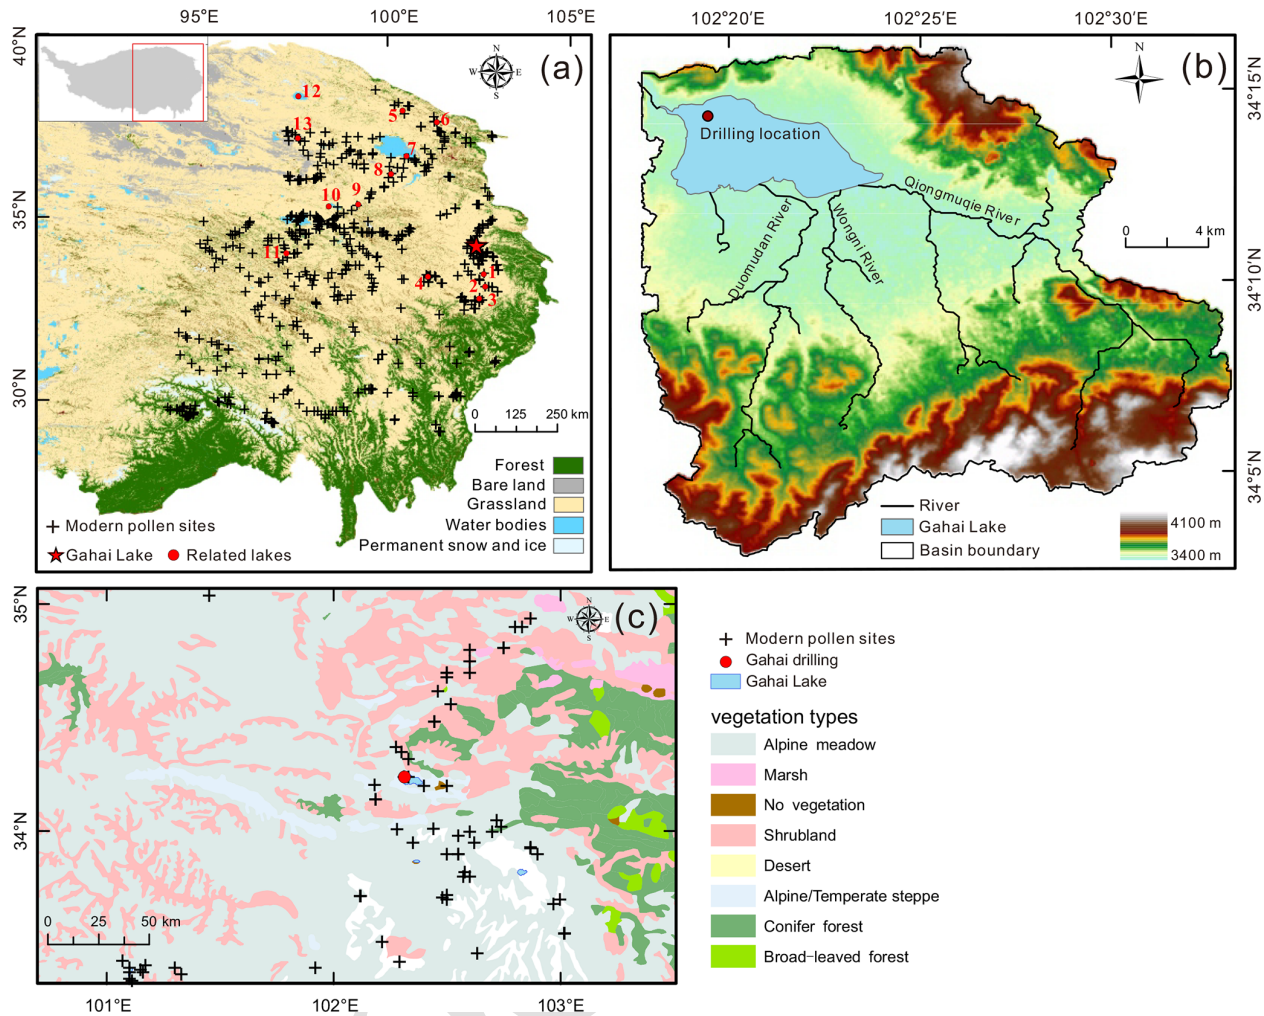 95°E 100°E 105°E
40°N
35°N
30°N
(a)
N
W E
S
12
5
6
13
7
8
9
10
11
4
1
2
3
0 125 250 km
Forest
Bare land
Grassland
Water bodies
Permanent snow and ice
Modern pollen sites
Gahai Lake
Related lakes
102°20′E 102°25′E 102°30′E
34°15′N
34°10′N
34°5′N
(b)
N
Drilling location
Qiongmuqie River
Duomudan River
Wongni River
0 4 km
River
Gahai Lake
Basin boundary
4100 m
3400 m
35°N
34°N
(c)
N
W E
S
0 25 50 km
101°E 102°E 103°E
Modern pollen sites
Gahai drilling
Gahai Lake
vegetation types
Alpine meadow
Marsh
No vegetation
Shrubland
Desert
Alpine/Temperate steppe
Conifer forest
Broad-leaved forest